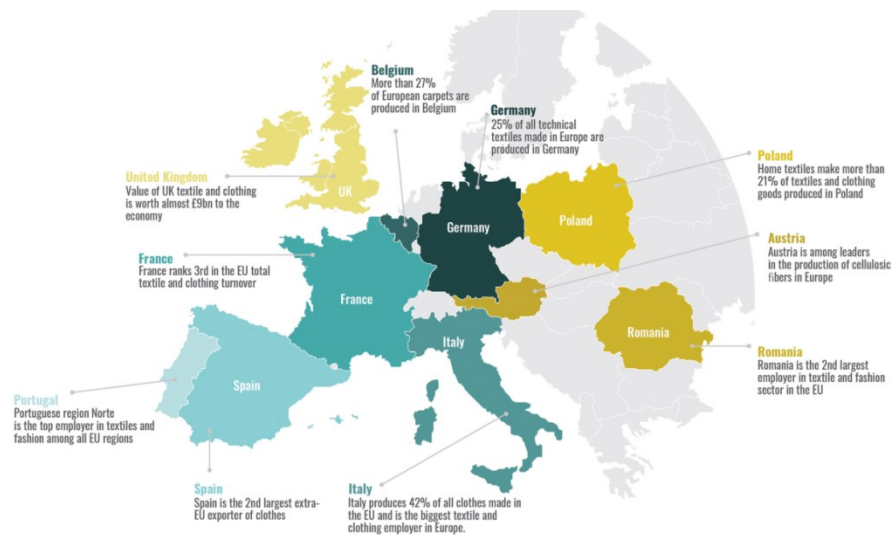 Belgium
More than 27%
of European carpets are
produced in Belgium
Germany
25% of all technical
textiles made in Europe are
produced in Germany
United Kingdom
Value of UK textile and clothing
is worth almost £9bn to the
economy
UK
Poland
Home textiles make more than
21% of textiles and clothing
goods produced in Poland
Germany
Poland
Austria
Austria is among leaders
in the production of cellulosic
fibers in Europe
France
France ranks 3rd in the EU total
textile and clothing turnover
France
Italy
Romania
Romania
Romania is the 2nd largest
employer in textile and fashion
sector in the EU
Spain
Portugal
Portuguese region Norte
is the top employer in textiles and
fashion among all EU regions
Spain
Spain is the 2nd largest extra-
EU exporter of clothes
Italy
Italy produces 42% of all clothes made in
the EU and is the biggest textile and
clothing employer in Europe.